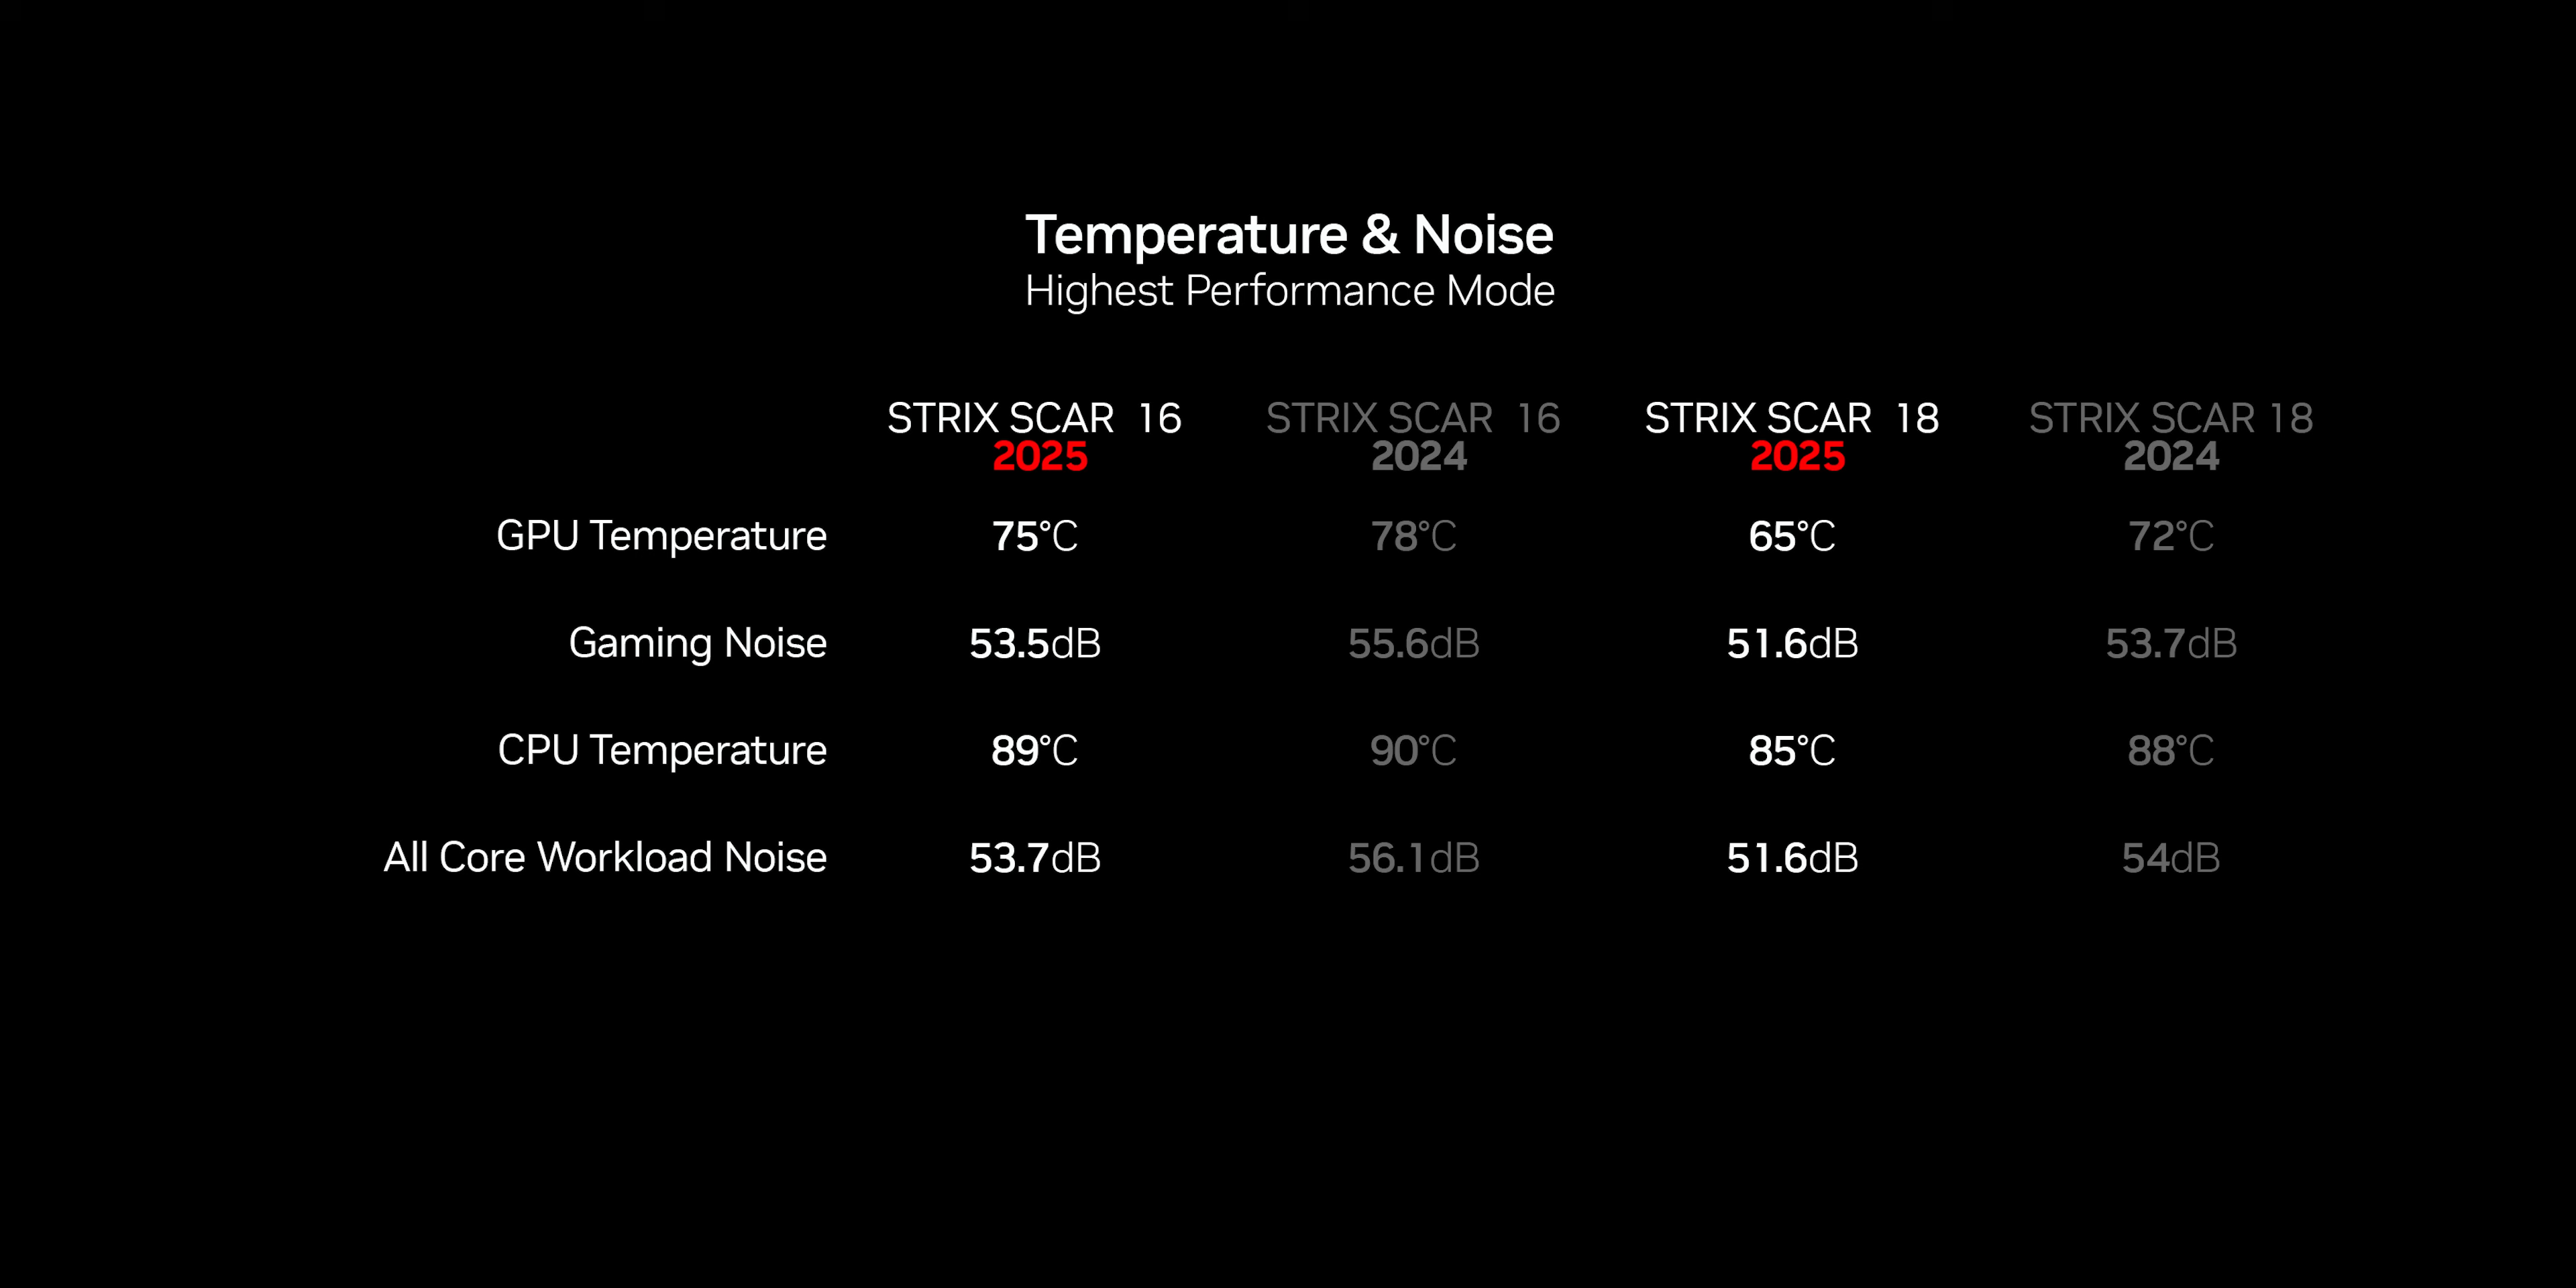 Temperature & Noise
Highest Performance Mode
STRIX SCAR 16 STRIX SCAR 16 STRIX SCAR 18 STRIX SCAR 18
2025 2024 2025 2024
GPU Temperature 75°C 78°C 65°C 72°C
Gaming Noise 53.5dB 55.6dB 51.6dB 53.7dB
CPU Temperature 89°C 90°C 85°C 88°C
All Core Workload Noise 53.7dB 56.1dB 51.6dB 54dB